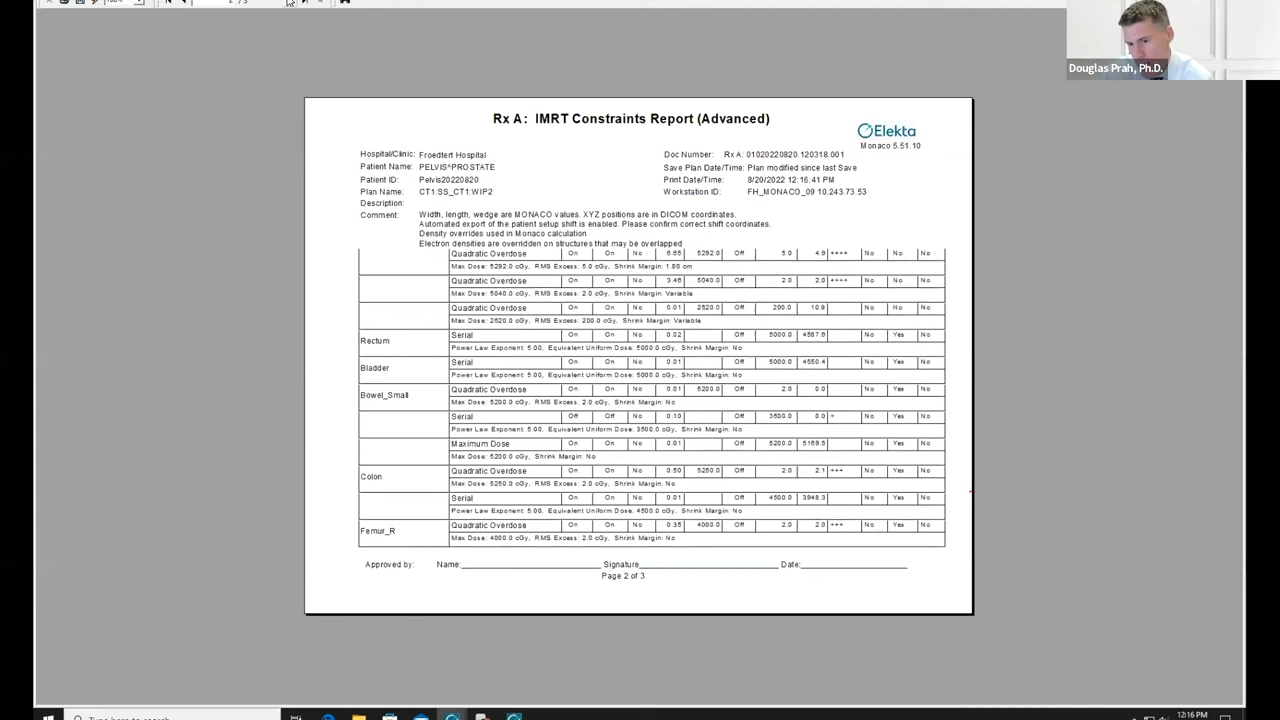 100%
2 / 3
Douglas Prah, Ph.D.
Rx A: IMRT Constraints Report (Advanced)
Elekta
Monaco 5.51.10
Hospital/Clinic: Froedtert Hospital
Doc Number: Rx A: 01020220820.120318.001
Patient Name: PELVIS^PROSTATE
Save Plan Date/Time: Plan modified since last Save
Patient ID: Pelvis20220820
Print Date/Time: 8/20/2022 12:16:41 PM
Plan Name: CT1:SS_CT1:WIP2
Workstation ID: FH_MONACO_09 10.243.73.53
Description:
Comment: Width, length, wedge are MONACO values. XYZ positions are in DICOM coordinates.
Automated export of the patient setup shift is enabled. Please confirm correct shift coordinates.
Density overrides used in Monaco calculation
Electron densities are overridden on structures that may be overlapped
Quadratic Overdose On On No 6.65 5292.0 Off 5.0 4.9 ++++ No No No
Max Dose: 5292.0 cGy, RMS Excess: 5.0 cGy, Shrink Margin: 1.80 cm
Quadratic Overdose On On No 3.46 5040.0 Off 2.0 2.0 ++++ No No No
Max Dose: 5040.0 cGy, RMS Excess: 2.0 cGy, Shrink Margin: Variable
Quadratic Overdose On On No 0.01 2520.0 Off 200.0 10.9 No No No
Max Dose: 2520.0 cGy, RMS Excess: 200.0 cGy, Shrink Margin: Variable
Rectum Serial On On No 0.02 Off 5000.0 4587.6 No Yes No
Power Law Exponent: 5.00, Equivalent Uniform Dose: 5000.0 cGy, Shrink Margin: No
Bladder Serial On On No 0.01 Off 5000.0 4550.4 No Yes No
Power Law Exponent: 5.00, Equivalent Uniform Dose: 5000.0 cGy, Shrink Margin: No
Bowel_Small Quadratic Overdose On On No 0.01 5200.0 Off 2.0 0.0 No Yes No
Max Dose: 5200.0 cGy, RMS Excess: 2.0 cGy, Shrink Margin: No
Serial Off Off No 0.10 Off 3500.0 0.0 + No Yes No
Power Law Exponent: 5.00, Equivalent Uniform Dose: 3500.0 cGy, Shrink Margin: No
Maximum Dose On On No 0.01 Off 5200.0 5159.5 No Yes No
Max Dose: 5200.0 cGy, Shrink Margin: No
Colon Quadratic Overdose On On No 0.50 5250.0 Off 2.0 2.1 +++ No Yes No
Max Dose: 5250.0 cGy, RMS Excess: 2.0 cGy, Shrink Margin: No
Serial On On No 0.01 Off 4500.0 3948.3 No Yes No
Power Law Exponent: 5.00, Equivalent Uniform Dose: 4500.0 cGy, Shrink Margin: No
Femur_R Quadratic Overdose On On No 0.35 4000.0 Off 2.0 2.0 +++ No Yes No
Max Dose: 4000.0 cGy, RMS Excess: 2.0 cGy, Shrink Margin: No
Approved by: Name: Signature Date:
Page 2 of 3
Type here to search
12:16 PM